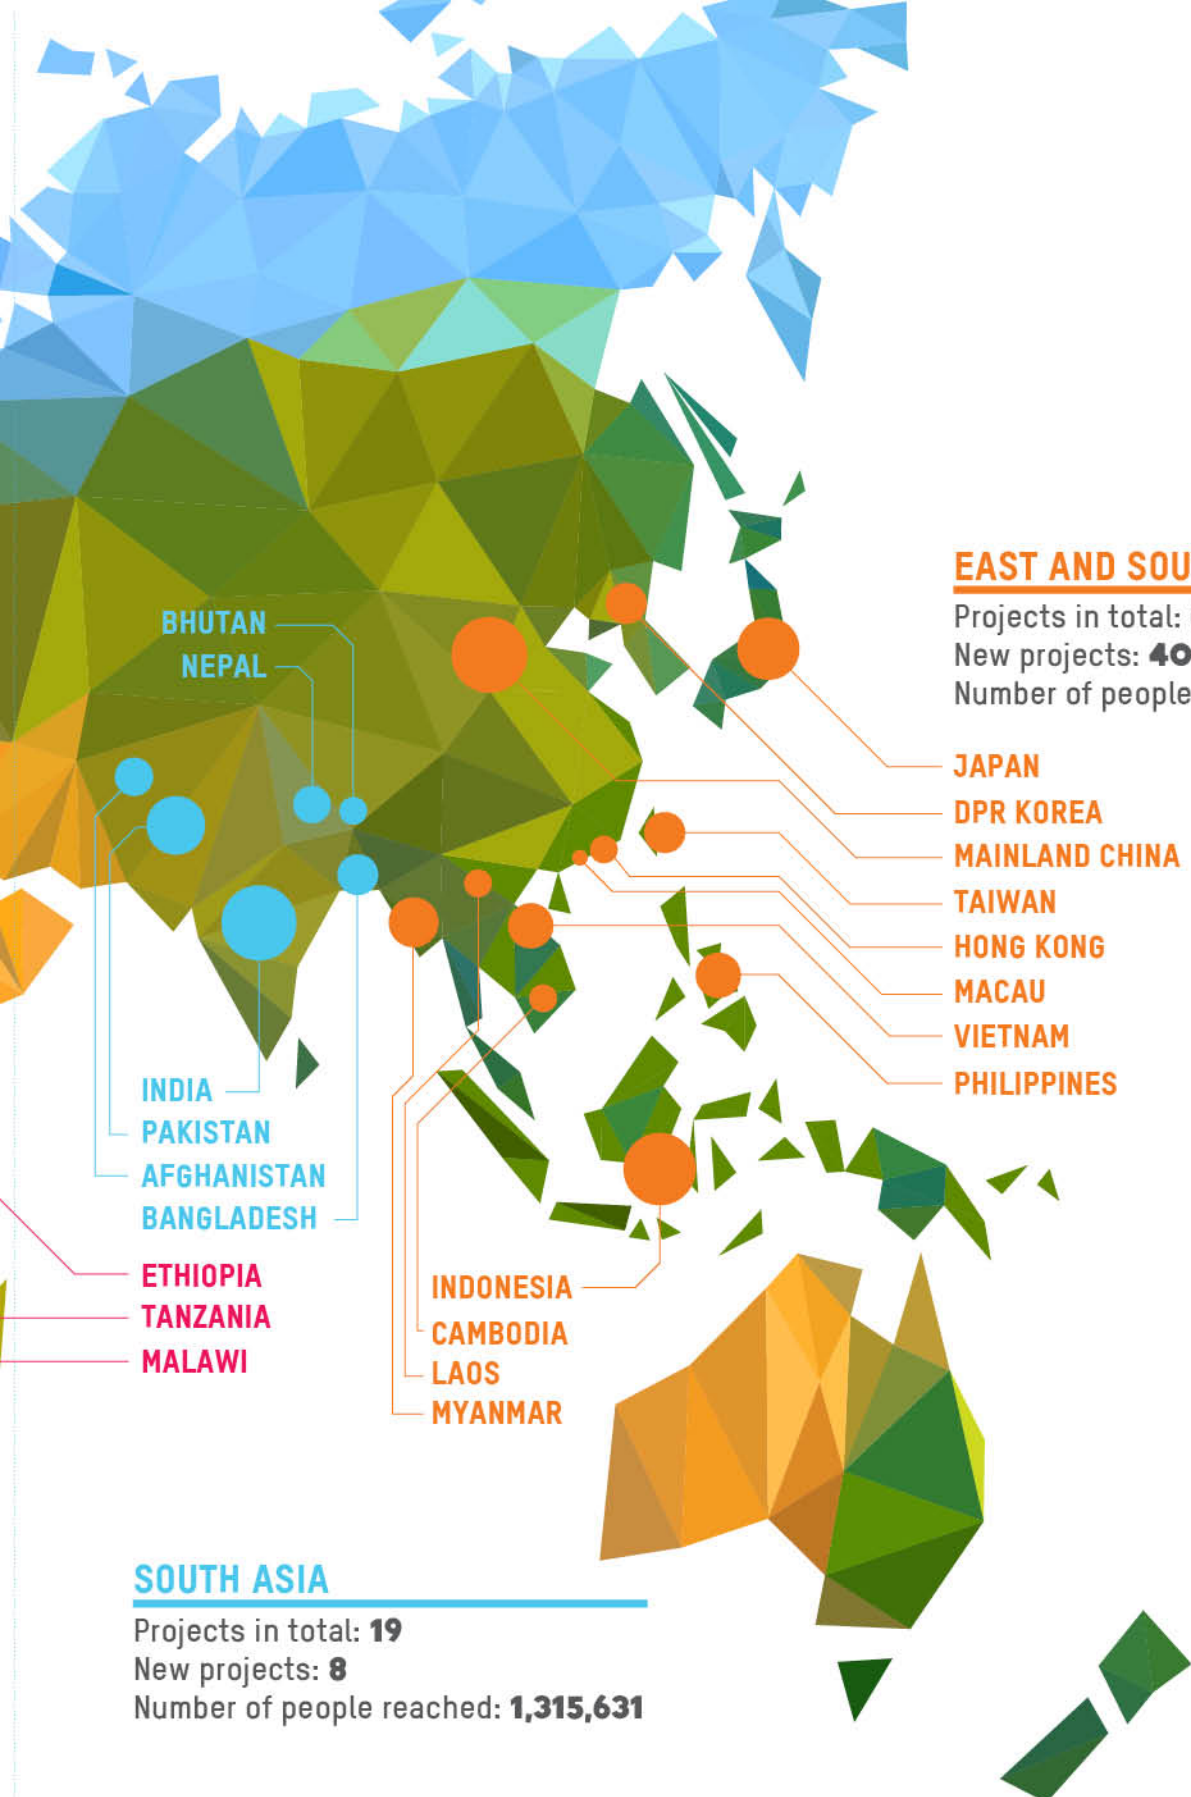 BHUTAN
NEPAL
EAST AND SOU
Projects in total:
New projects: 40
Number of people
JAPAN
DPR KOREA
MAINLAND CHINA
TAIWAN
HONG KONG
MACAU
VIETNAM
PHILIPPINES
INDIA
PAKISTAN
AFGHANISTAN
BANGLADESH
ETHIOPIA
TANZANIA
MALAWI
INDONESIA
CAMBODIA
LAOS
MYANMAR
SOUTH ASIA
Projects in total: 19
New projects: 8
Number of people reached: 1,315,631